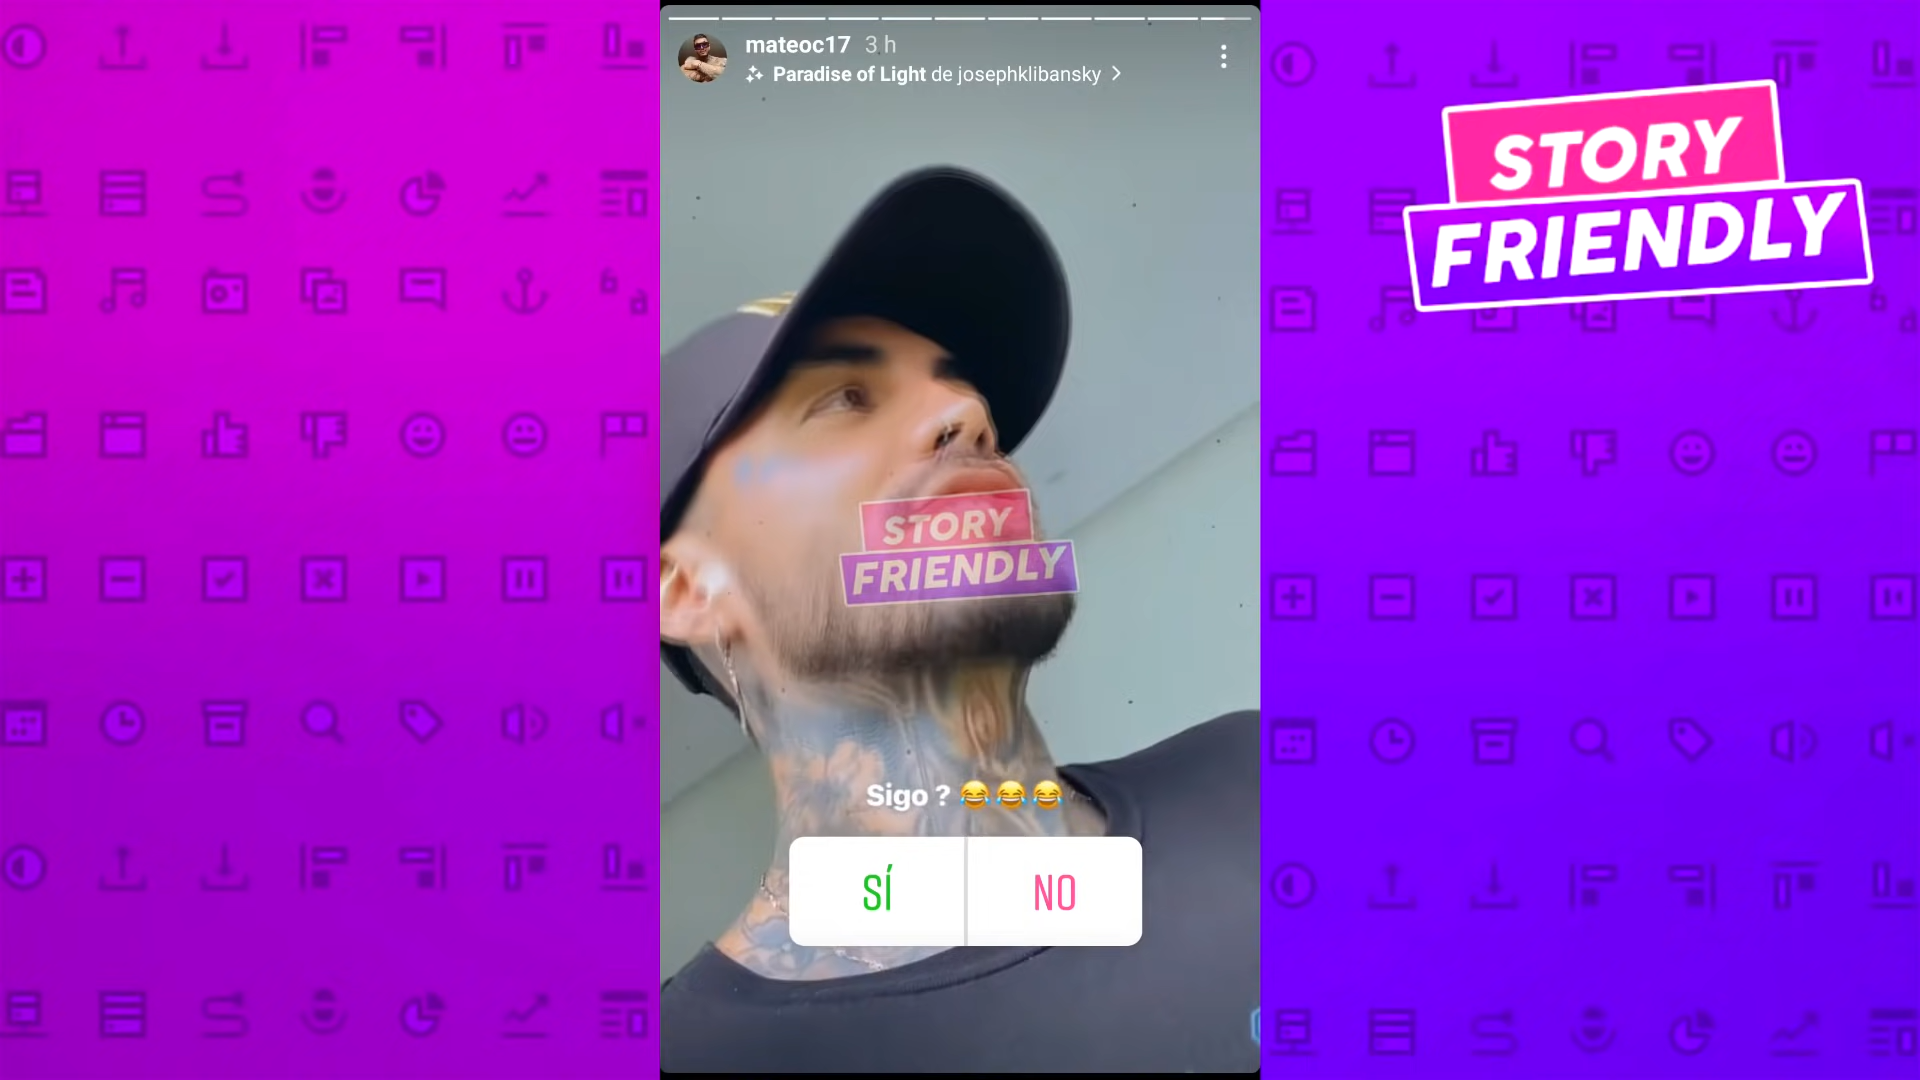 mateoc17 3 h
Paradise of Light de josephklibansky
STORY
FRIENDLY
STORY
FRIENDLY
Sigo ? 😂😂😂
SÍ
NO